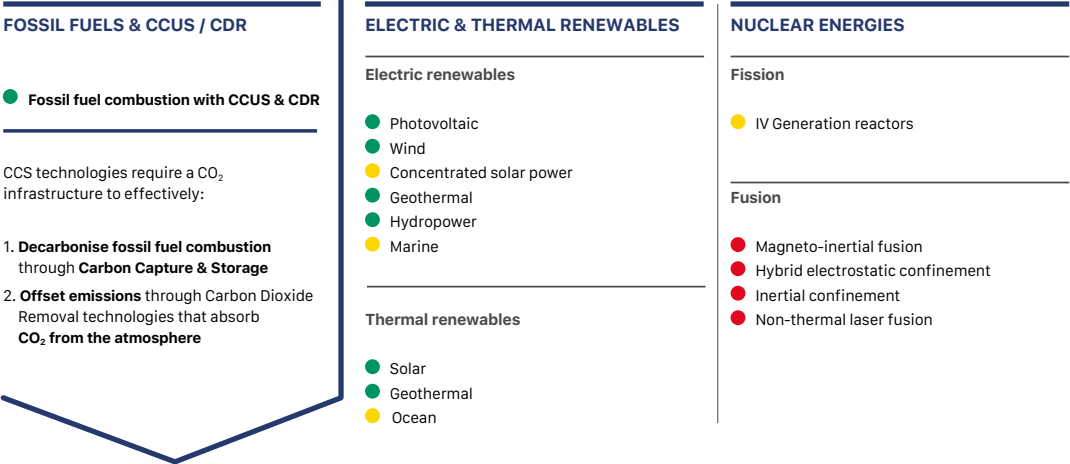 FOSSIL FUELS & CCUS / CDR
Fossil fuel combustion with CCUS & CDR
CCS technologies require a CO₂
infrastructure to effectively:
1. Decarbonise fossil fuel combustion
through Carbon Capture & Storage
2. Offset emissions through Carbon Dioxide
Removal technologies that absorb
CO₂ from the atmosphere
ELECTRIC & THERMAL RENEWABLES
Electric renewables
Photovoltaic
Wind
Concentrated solar power
Geothermal
Hydropower
Marine
Thermal renewables
Solar
Geothermal
Ocean
NUCLEAR ENERGIES
Fission
IV Generation reactors
Fusion
Magneto-inertial fusion
Hybrid electrostatic confinement
Inertial confinement
Non-thermal laser fusion